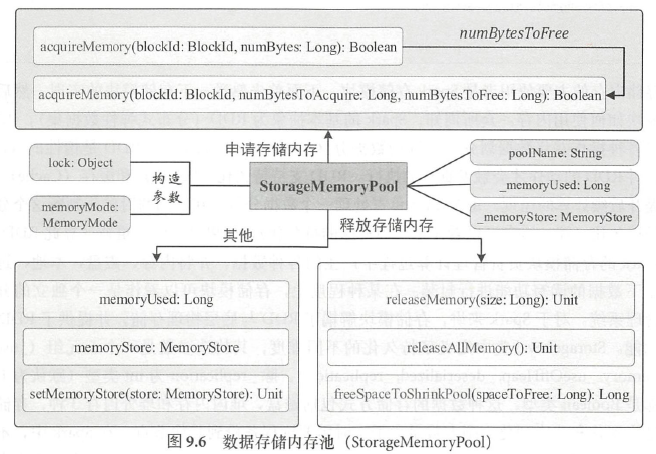 numBytesToFree
acquireMemory(blockId: BlockId, numBytes: Long): Boolean
acquireMemory(blockId: BlockId, numBytesToAcquire: Long, numBytesToFree: Long): Boolean
申请存储内存
lock: Object
构造
参数
memoryMode:
MemoryMode
StorageMemoryPool
poolName: String
_memoryUsed: Long
_memoryStore: MemoryStore
其他
释放存储内存
memoryUsed: Long
memoryStore: MemoryStore
setMemoryStore(store: MemoryStore): Unit
releaseMemory(size: Long): Unit
releaseAllMemory(): Unit
freeSpaceToShrinkPool(spaceToFree: Long): Long
图 9.6 数据存储内存池（StorageMemoryPool）